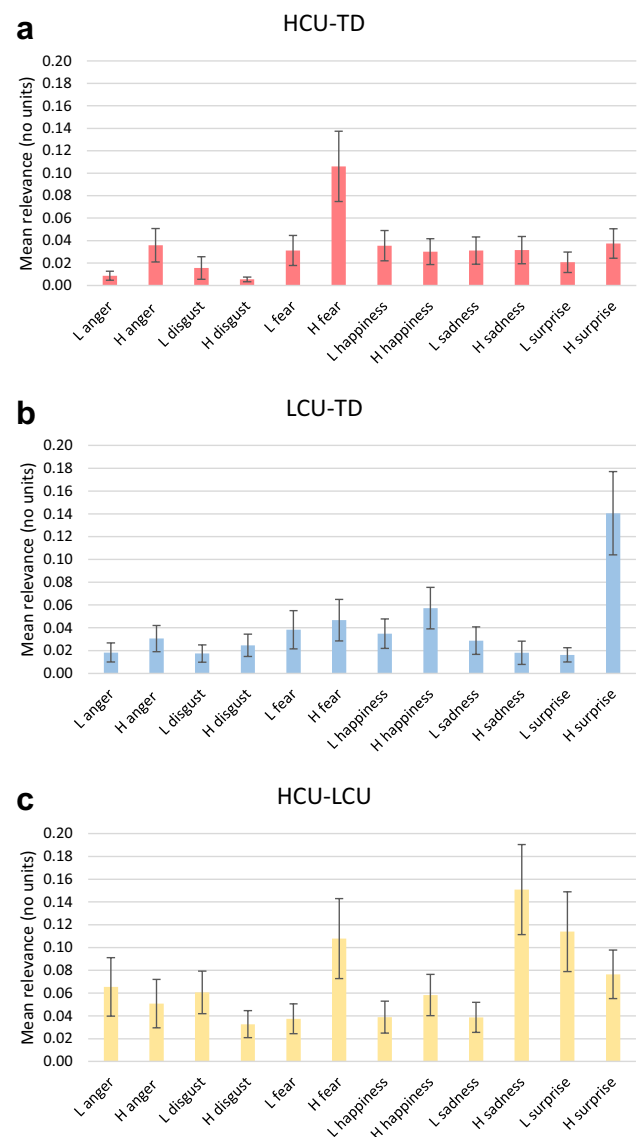 a
HCU-TD
Mean relevance (no units)
0.20
0.18
0.16
0.14
0.12
0.10
0.08
0.06
0.04
0.02
0.00
L anger
H anger
L disgust
H disgust
L fear
H fear
L happiness
H happiness
L sadness
H sadness
L surprise
H surprise
b
LCU-TD
Mean relevance (no units)
0.20
0.18
0.16
0.14
0.12
0.10
0.08
0.06
0.04
0.02
0.00
L anger
H anger
L disgust
H disgust
L fear
H fear
L happiness
H happiness
L sadness
H sadness
L surprise
H surprise
c
HCU-LCU
Mean relevance (no units)
0.20
0.18
0.16
0.14
0.12
0.10
0.08
0.06
0.04
0.02
0.00
L anger
H anger
L disgust
H disgust
L fear
H fear
L happiness
H happiness
L sadness
H sadness
L surprise
H surprise